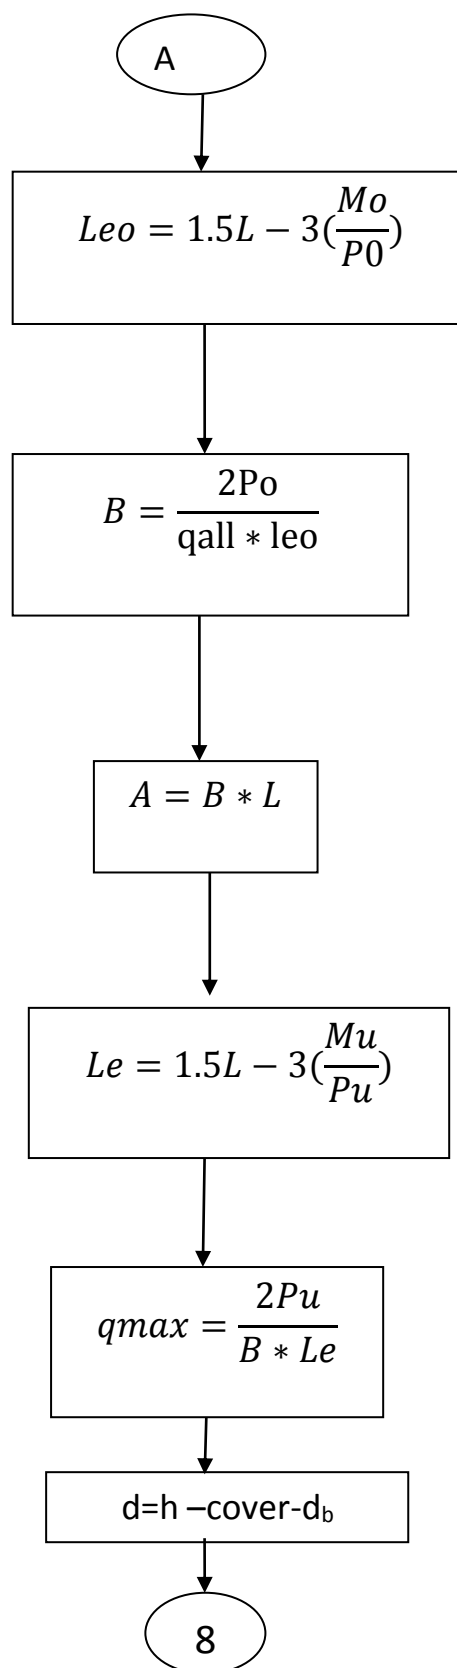 A
Leo = 1.5L − 3(Mo/P0)
B = 2Po/qall ∗ leo
A = B ∗ L
Le = 1.5L − 3(Mu/Pu)
qmax = 2Pu/B ∗ Le
d=h –cover-db
8